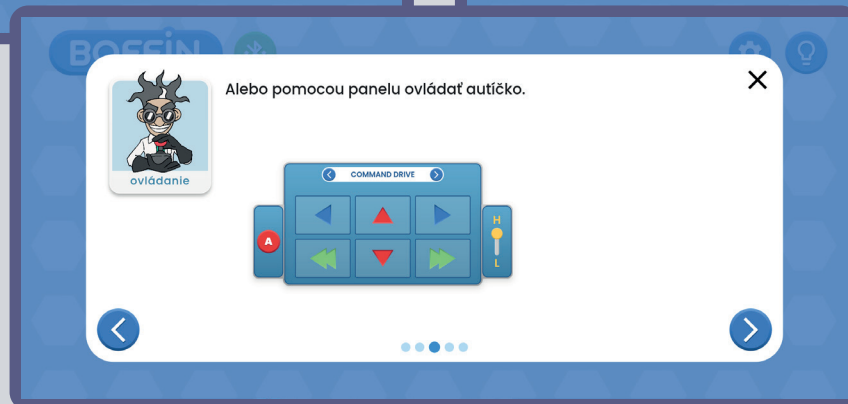 BOFFIN
Alebo pomocou panelu ovládať autíčko.
ovládanie
COMMAND DRIVE
A
H
L